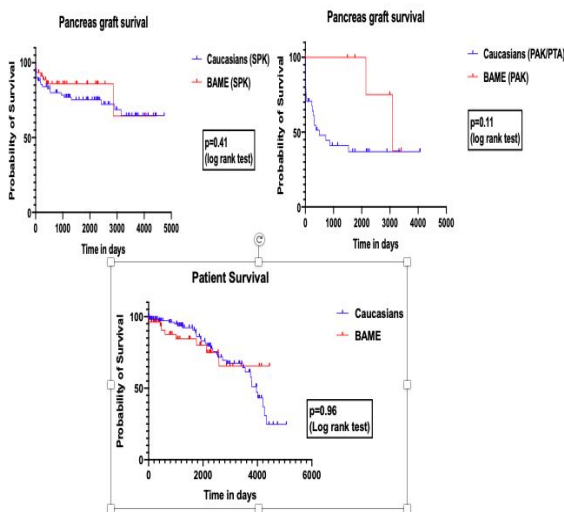 Pancreas graft survial
Probability of Survival
100
50
0
0 1000 2000 3000 4000 5000
Time in days
Caucasians (SPK)
BAME (SPK)
p=0.41
(log rank test)
Pancreas graft surival
Probability of Survival
100
50
0
0 1000 2000 3000 4000 5000
Time in days
Caucasians (PAK/PTA)
BAME (PAK)
p=0.11
(log rank test)
Patient Survival
Probability of Survival
100
50
0
0 2000 4000 6000
Time in days
Caucasians
BAME
p=0.96
(Log rank test)